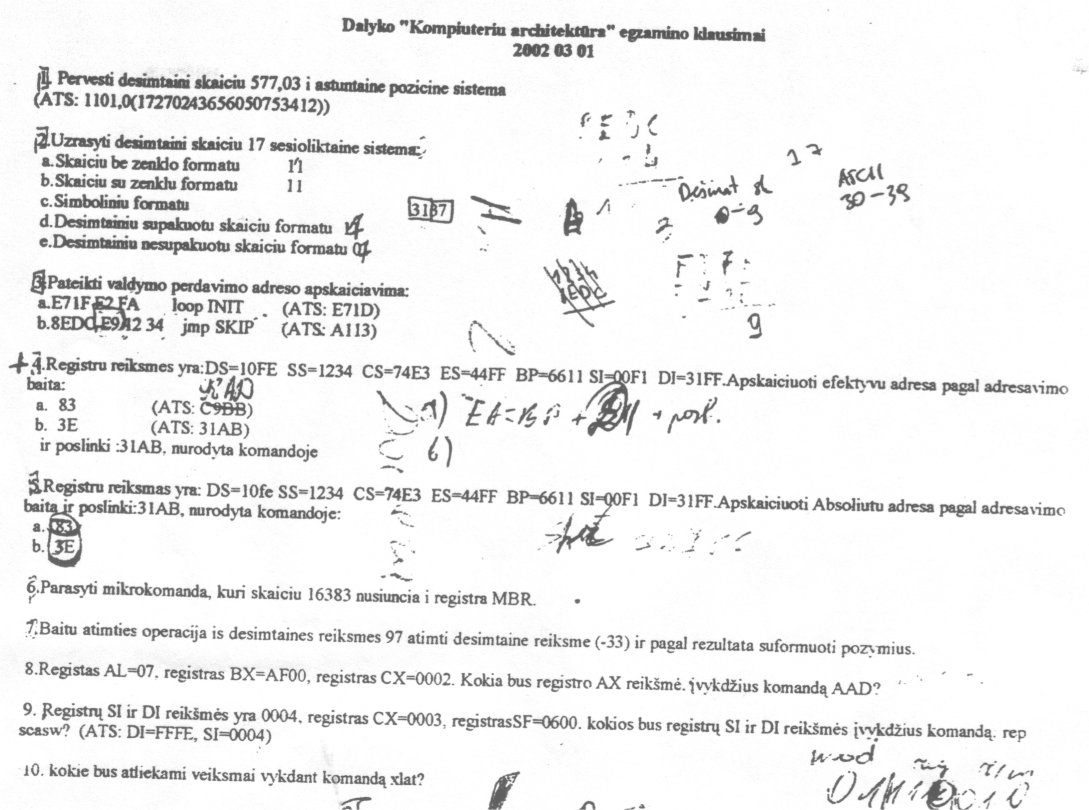 Dalyko "Kompiuteriu architektūra" egzamino klausimai
2002 03 01
1. Pervesti desimtaini skaiciu 577,03 i astuntaine pozicine sistema
(ATS: 1101,0(17270243656050753412))
2.Uzrasyti desimtaini skaiciu 17 sesioliktaine sistema:
a.Skaiciu be zenklo formatu 11
b.Skaiciu su zenklu formatu 11
c.Simboliniu formatu 3137
d.Desimtainiu supakuotu skaiciu formatu
e.Desimtainiu nesupakuotu skaiciu formatu
17
ASCII
30-39
Desimat sk
0-9
3.Pateikti valdymo perdavimo adreso apskaiciavima:
a.E71F E2 FA loop INIT (ATS: E71D)
b.8EDC E9 12 34 jmp SKIP (ATS: A113)
9
4.Registru reiksmes yra:DS=10FE SS=1234 CS=74E3 ES=44FF BP=6611 SI=00F1 DI=31FF.Apskaiciuoti efektyvu adresa pagal adresavimo
baita:
a. 83 (ATS: C9BB)
b. 3E (ATS: 31AB)
ir poslinki :31AB, nurodyta komandoje
a) EA=BP + DI + posl.
b)
5.Registru reiksmas yra: DS=10fe SS=1234 CS=74E3 ES=44FF BP=6611 SI=00F1 DI=31FF.Apskaiciuoti Absoliutu adresa pagal adresavimo
baita ir poslinki:31AB, nurodyta komandoje:
a. 83
b. 3E
6.Parasyti mikrokomanda, kuri skaiciu 16383 nusiuncia i registra MBR.
7.Baitu atimties operacija is desimtaines reiksmes 97 atimti desimtaine reiksme (-33) ir pagal rezultata suformuoti pozymius.
8.Registas AL=07, registras BX=AF00, registras CX=0002. Kokia bus registro AX reikšmė, įvykdžius komandą AAD?
9. Registrų SI ir DI reikšmės yra 0004, registras CX=0003, registrasSF=0600. kokios bus registrų SI ir DI reikšmės įvykdžius komandą. rep
scasw? (ATS: DI=FFFE, SI=0004)
10. kokie bus atliekami veiksmai vykdant komandą xlat?
mod reg r/m